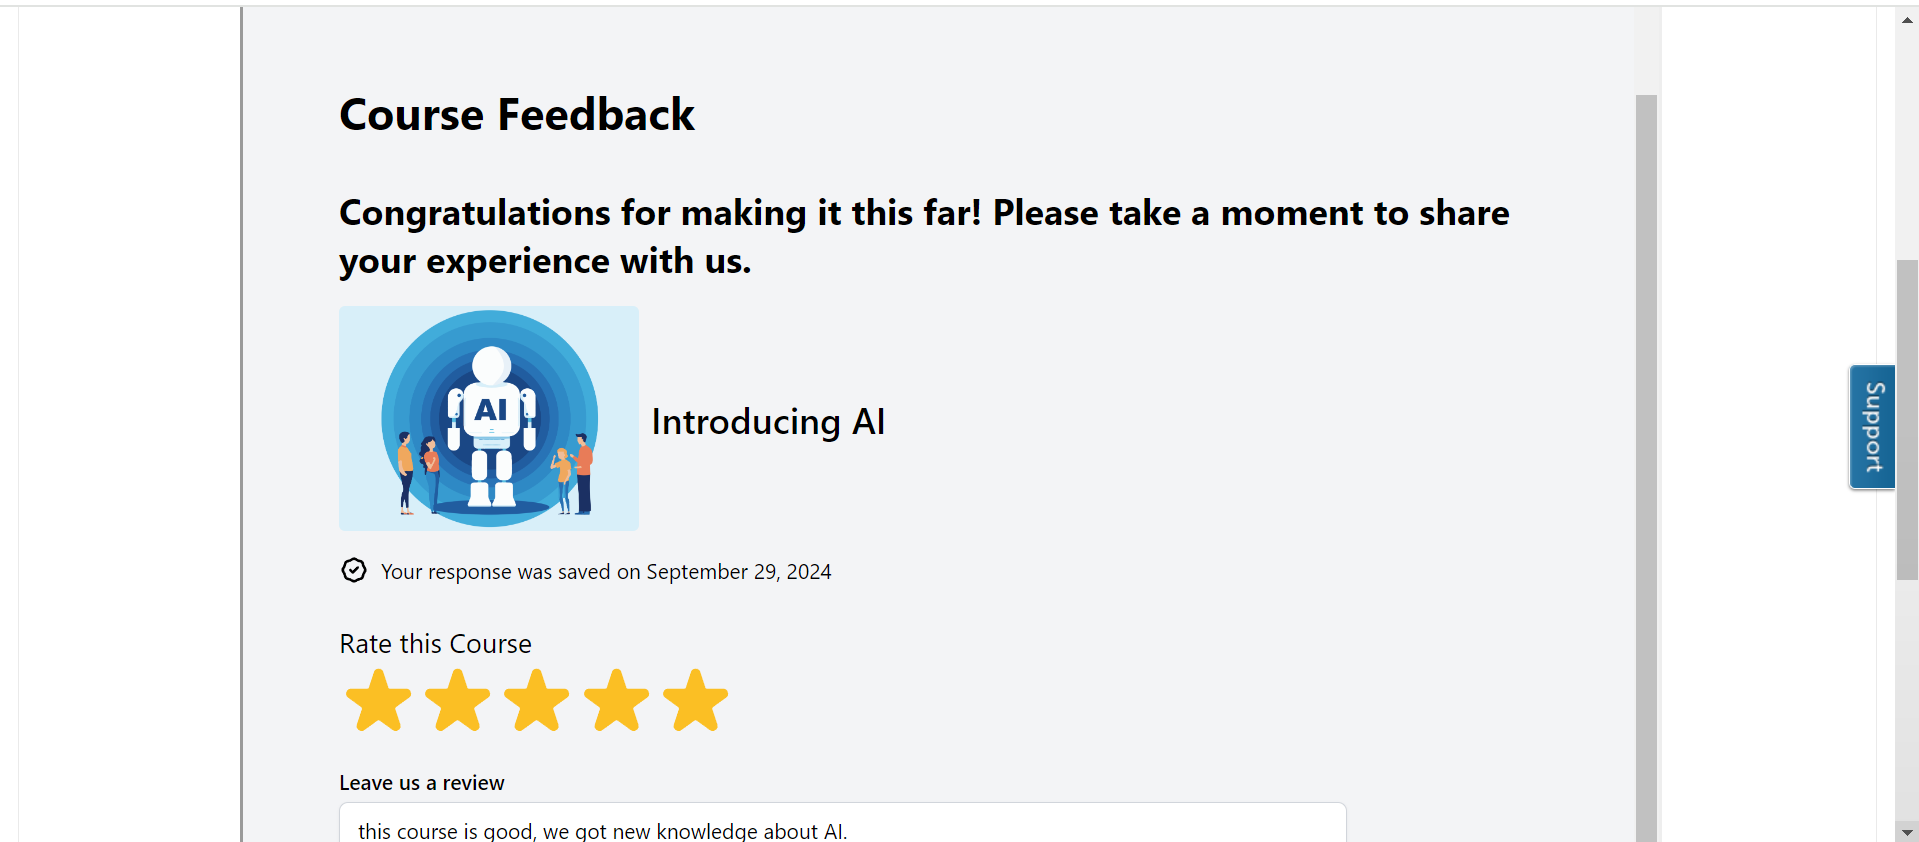 Course Feedback
Congratulations for making it this far! Please take a moment to share
your experience with us.
AI
Introducing AI
Support
Your response was saved on September 29, 2024
Rate this Course
Leave us a review
this course is good, we got new knowledge about AI.